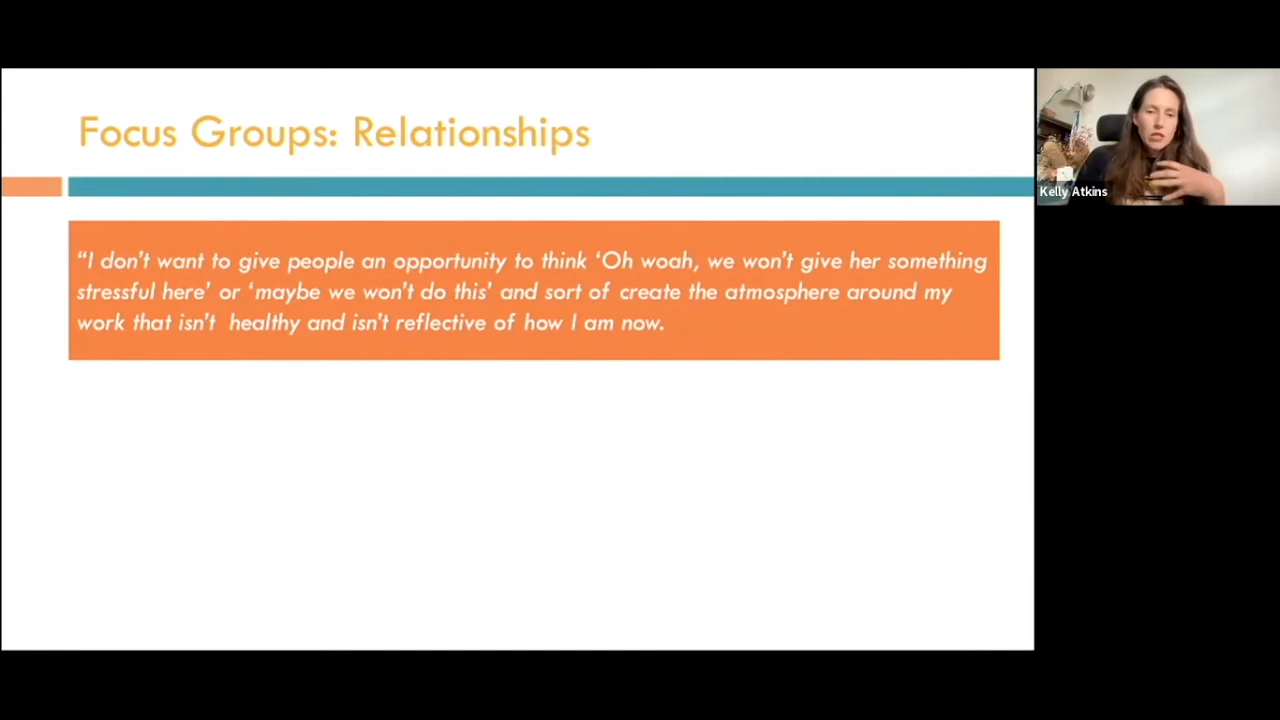 Focus Groups: Relationships
“I don’t want to give people an opportunity to think ‘Oh woah, we won’t give her something
stressful here’ or ‘maybe we won’t do this’ and sort of create the atmosphere around my
work that isn’t  healthy and isn’t reflective of how I am now.
Kelly Atkins